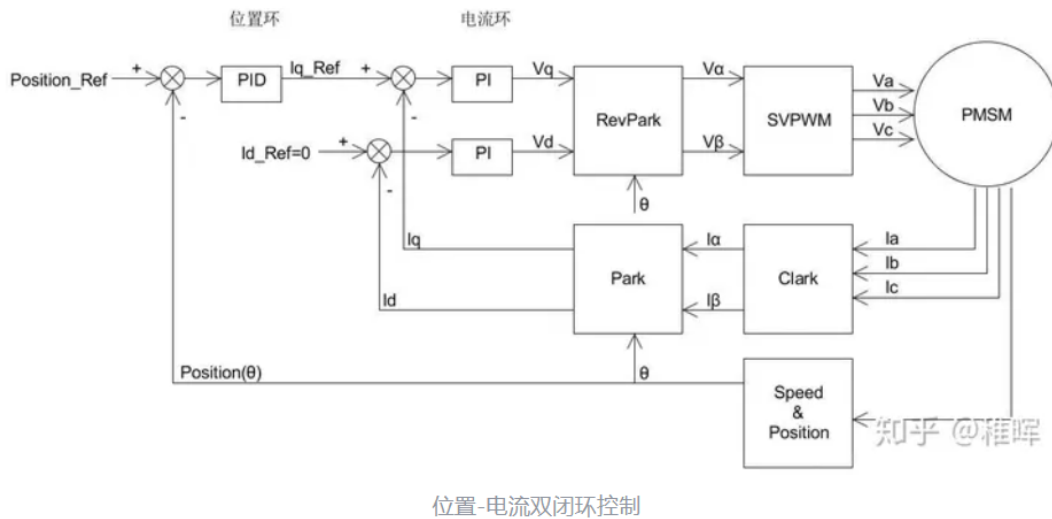 位置环 电流环
Position_Ref + - PID Iq_Ref + - PI Vq RevPark Vα SVPWM Va Vb Vc PMSM
Id_Ref=0 + - PI Vd Vβ
θ
Iq Park Iα Clark Ia
Ib
Id Iβ Ic
Position(θ) θ
Speed
&
Position
知乎 @稚晖
位置-电流双闭环控制